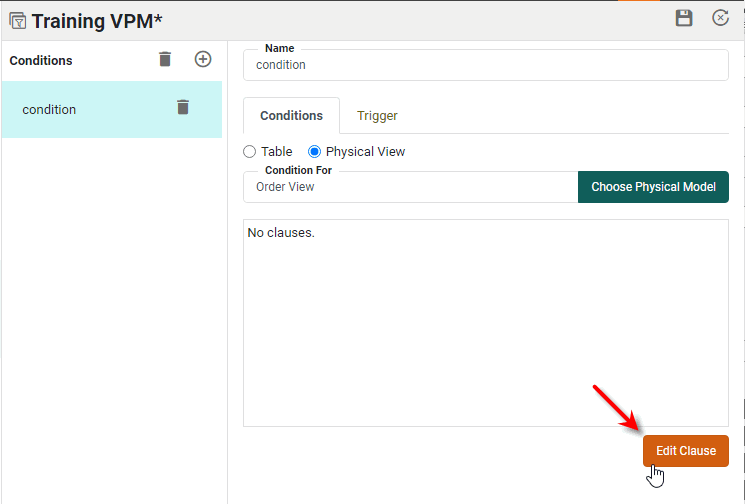 Training VPM*
Conditions
Name
condition
condition
Conditions Trigger
Table Physical View
Condition For
Order View Choose Physical Model
No clauses.
Edit Clause